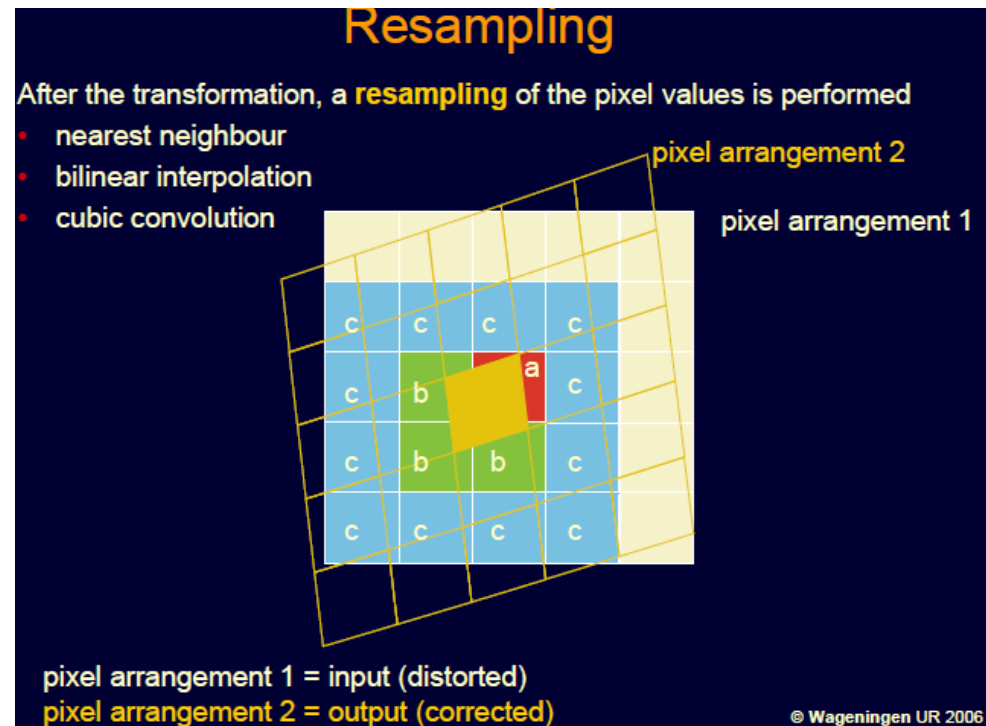 Resampling
After the transformation, a resampling of the pixel values is performed
• nearest neighbour
• bilinear interpolation
• cubic convolution
pixel arrangement 2
pixel arrangement 1
c c c c
c b a c
c b b c
c c c c
pixel arrangement 1 = input (distorted)
pixel arrangement 2 = output (corrected)
© Wageningen UR 2006